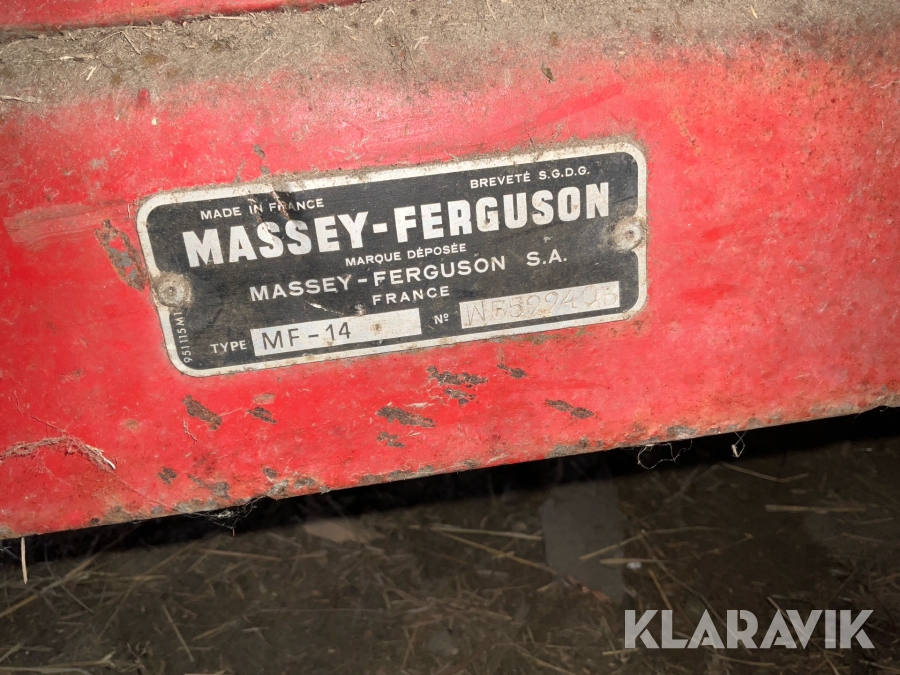 MADE IN FRANCE
BREVETÉ S.G.D.G.
MASSEY-FERGUSON
MARQUE DÉPOSÉE
MASSEY-FERGUSON S.A.
FRANCE
TYPE MF-14 Nº
951115M1
KLARAVIK